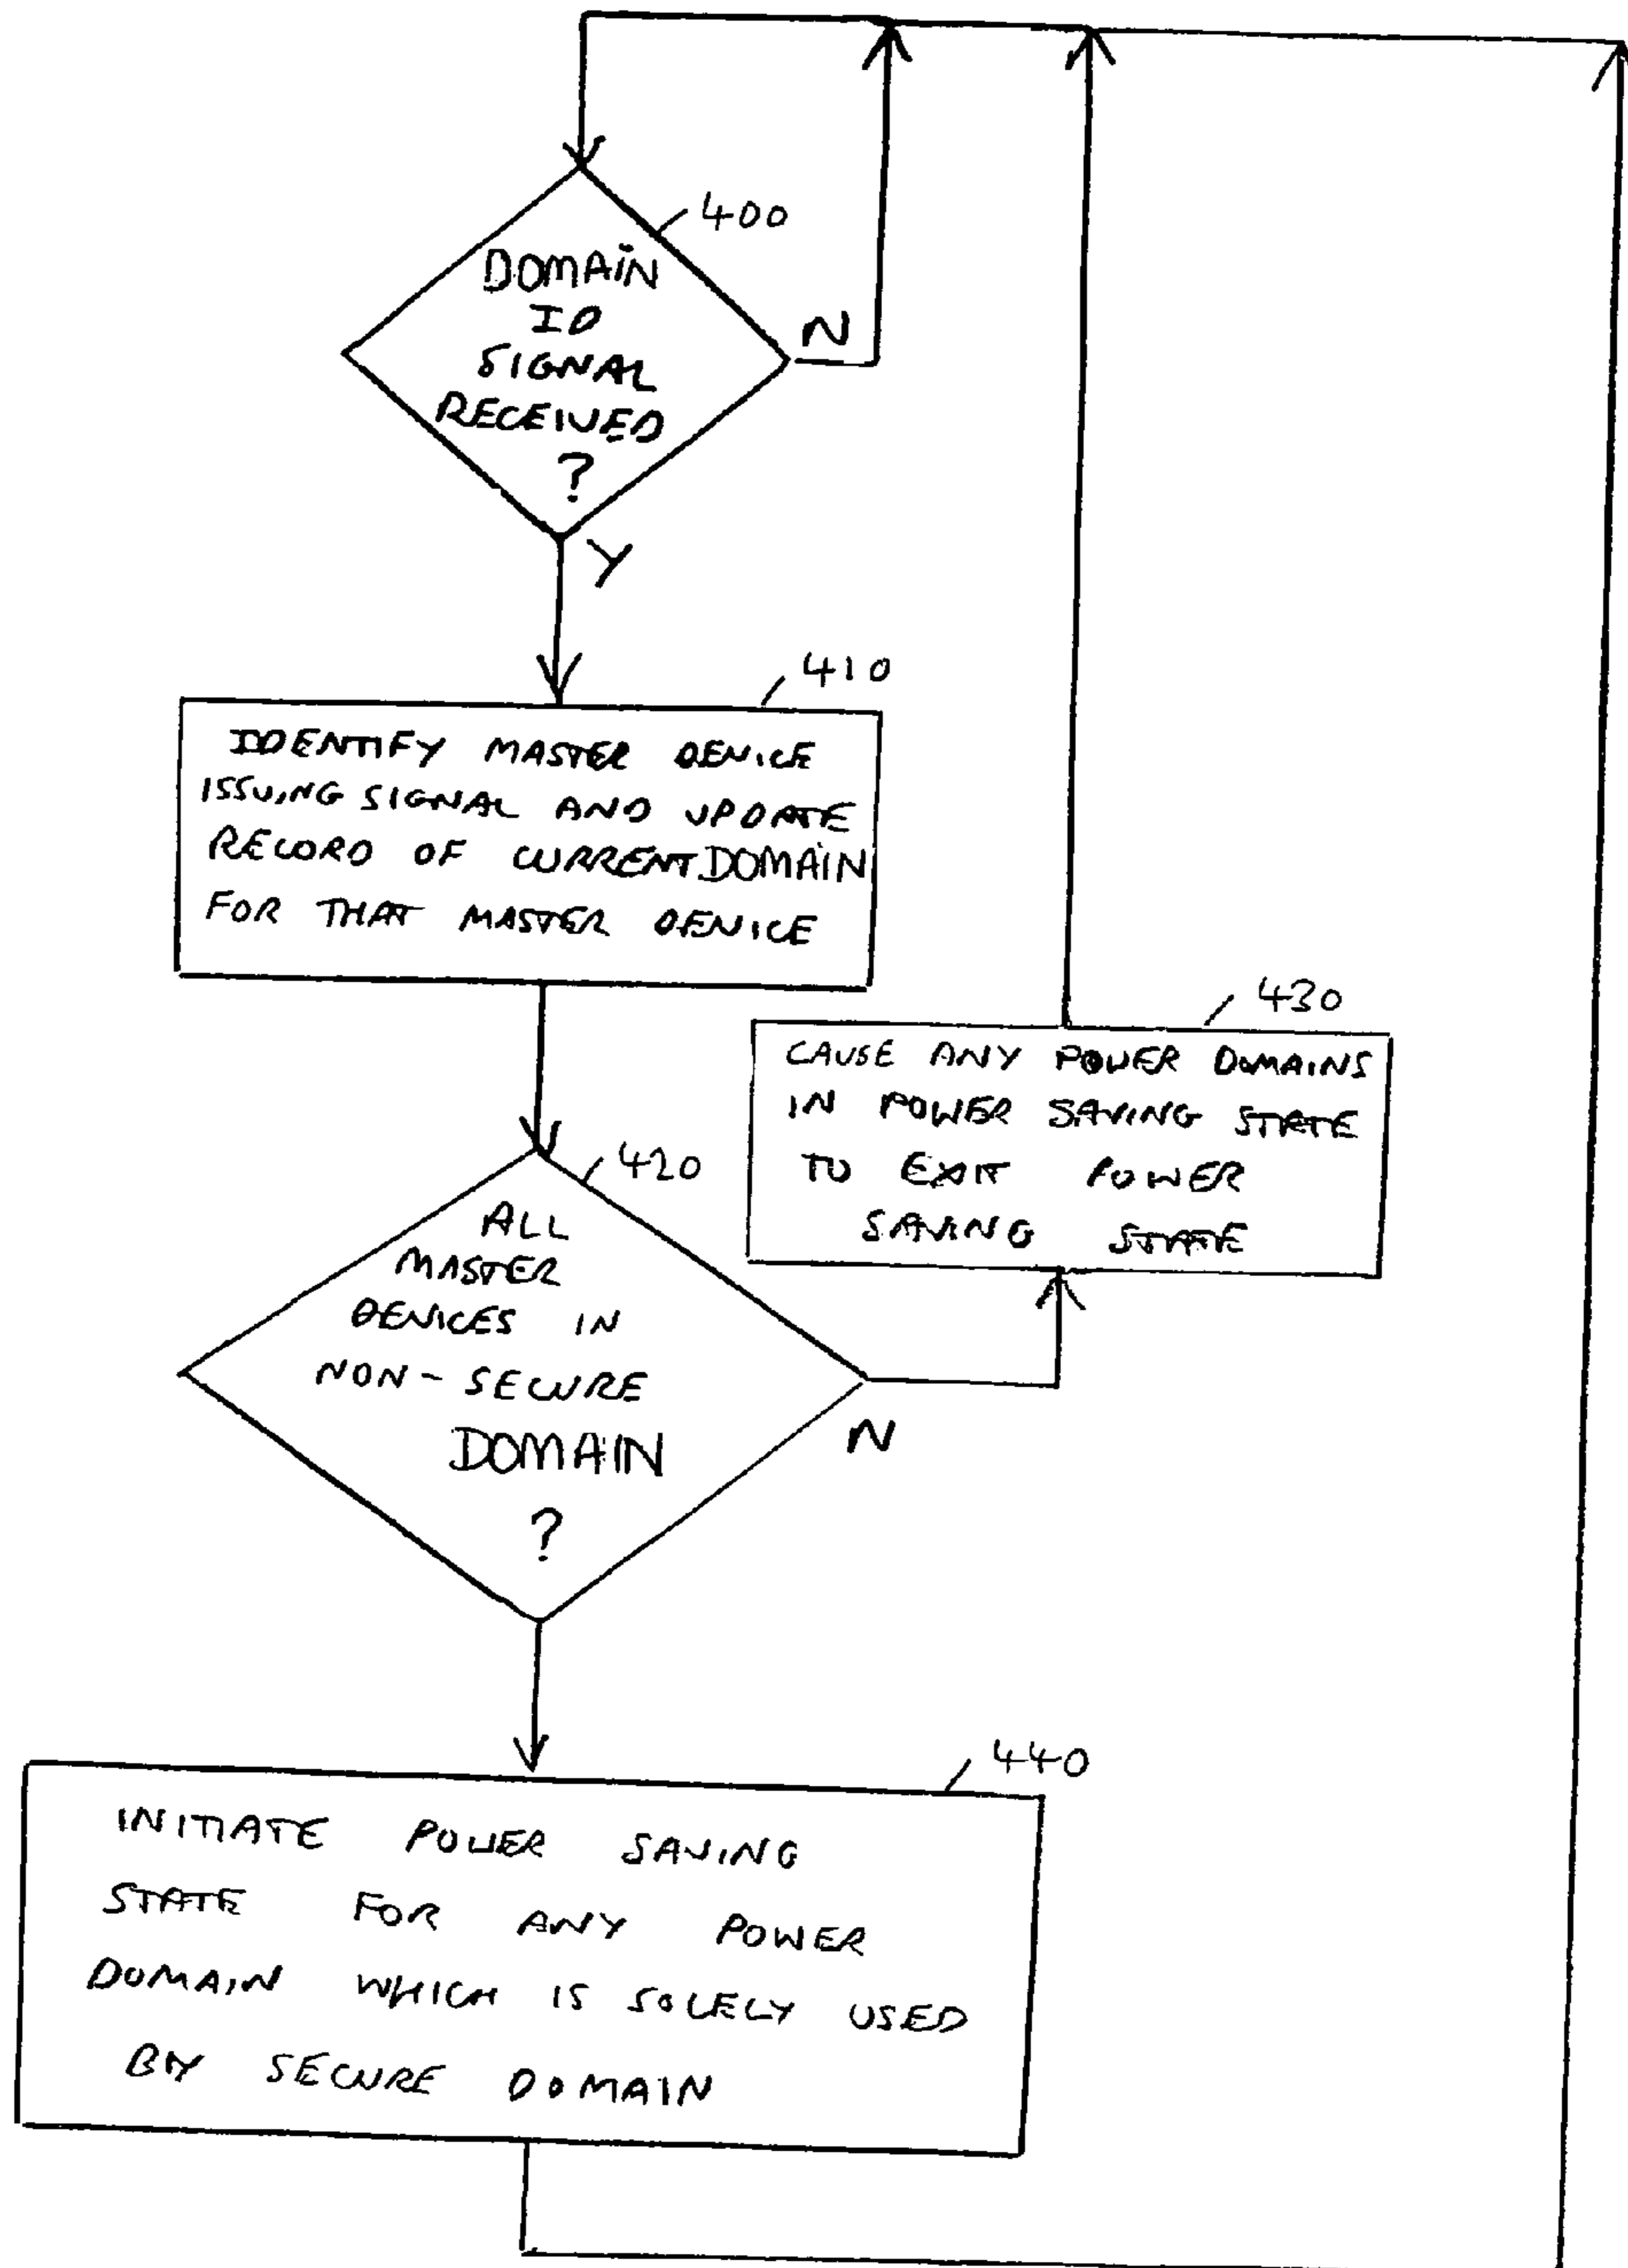 400
DOMAIN
ID
SIGNAL
RECEIVED
?
N
Y
410
IDENTIFY MASTER DEVICE
ISSUING SIGNAL AND UPDATE
RECORD OF CURRENT DOMAIN
FOR THAT MASTER DEVICE
420
ALL
MASTER
DEVICES IN
NON-SECURE
DOMAIN
?
N
430
CAUSE ANY POWER DOMAINS
IN POWER SAVING STATE
TO EXIT POWER
SAVING STATE
440
INITIATE POWER SAVING
STATE FOR ANY POWER
DOMAIN WHICH IS SOLELY USED
BY SECURE DOMAIN